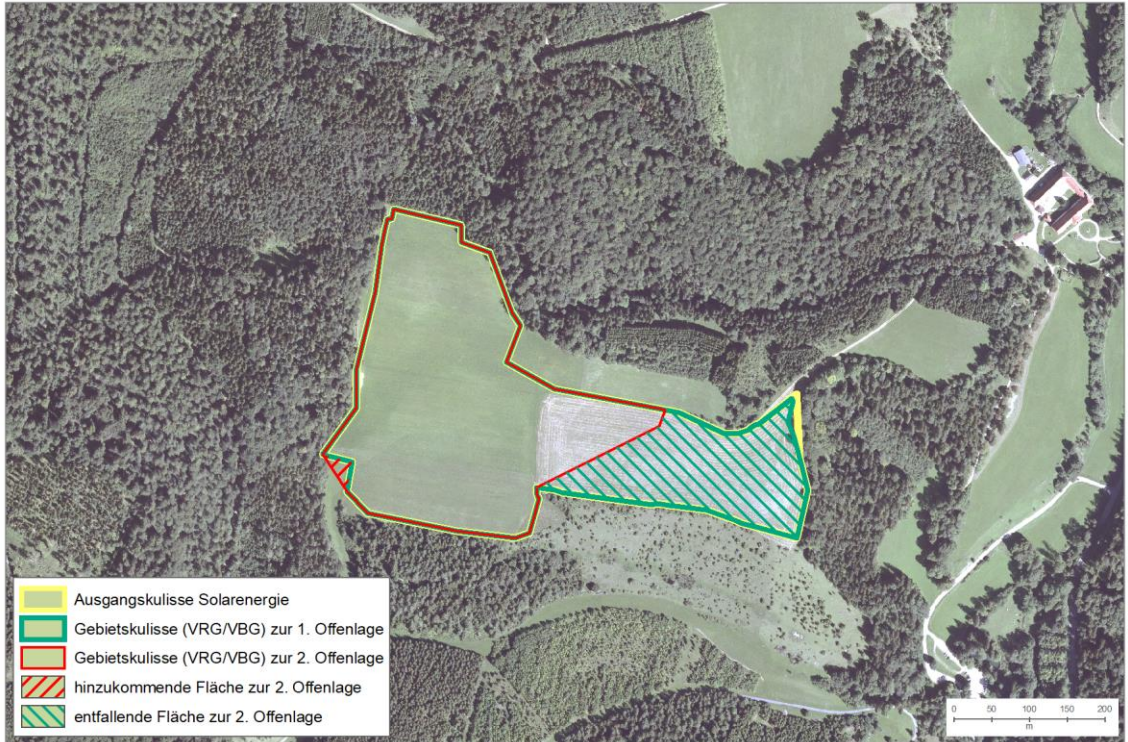 Ausgangskulisse Solarenergie
Gebietskulisse (VRG/VBG) zur 1. Offenlage
Gebietskulisse (VRG/VBG) zur 2. Offenlage
hinzukommende Fläche zur 2. Offenlage
entfallende Fläche zur 2. Offenlage
0 50 100 150 200
m